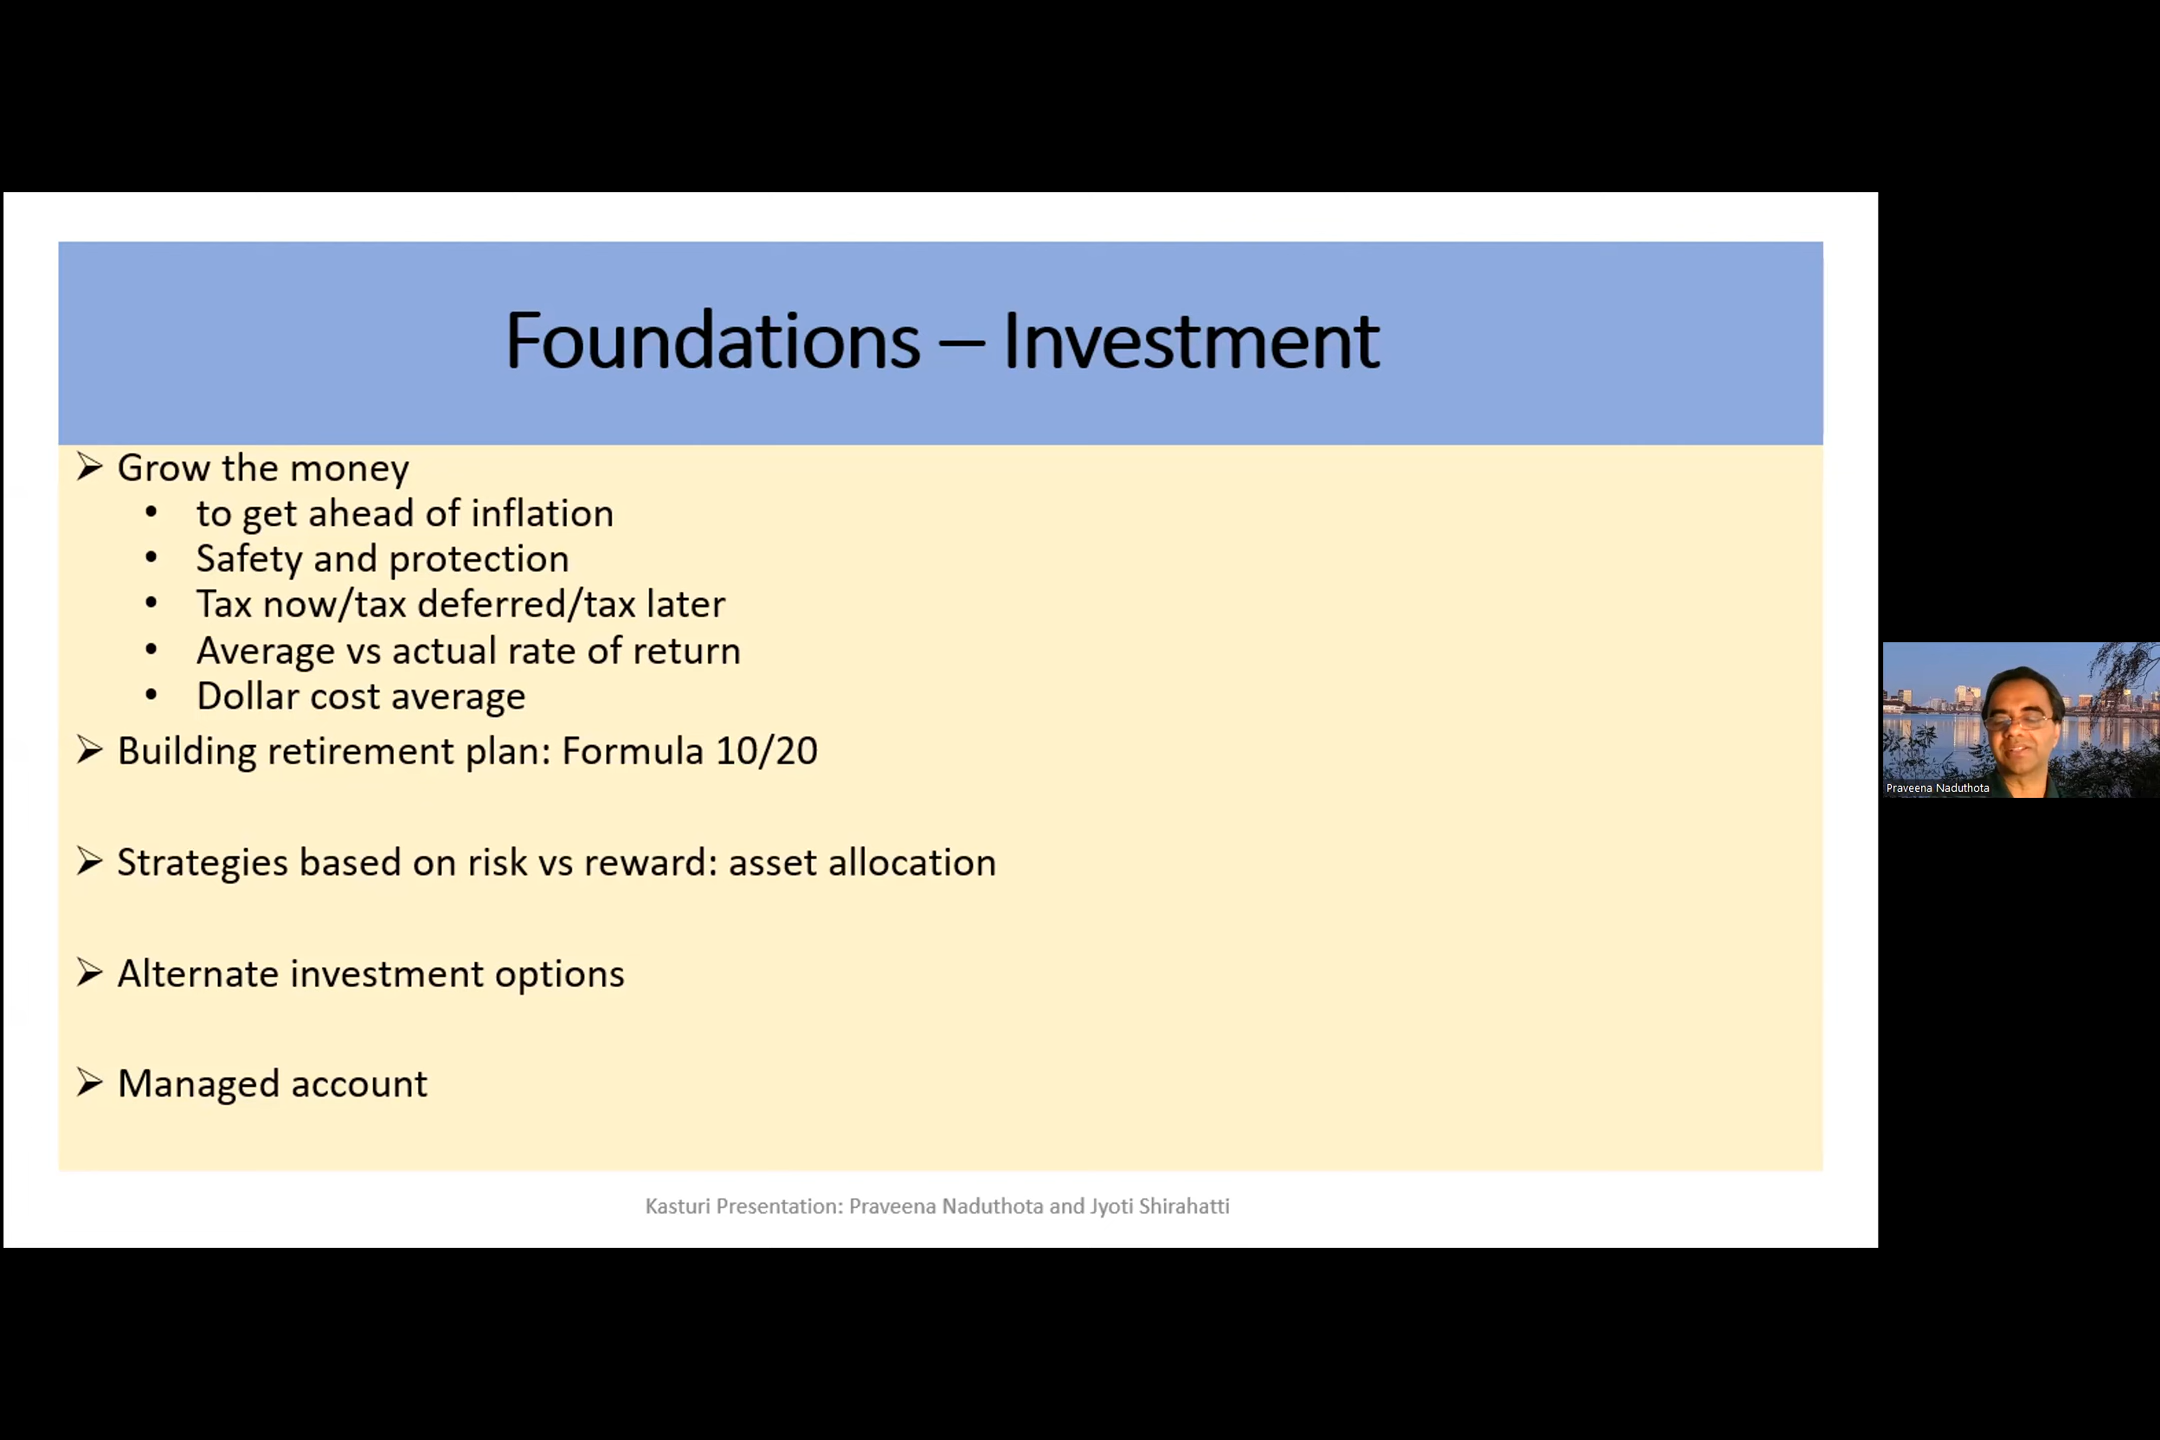 Foundations – Investment
➢ Grow the money
• to get ahead of inflation
• Safety and protection
• Tax now/tax deferred/tax later
• Average vs actual rate of return
• Dollar cost average
➢ Building retirement plan: Formula 10/20
➢ Strategies based on risk vs reward: asset allocation
➢ Alternate investment options
➢ Managed account
Kasturi Presentation: Praveena Naduthota and Jyoti Shirahatti
Praveena Naduthota